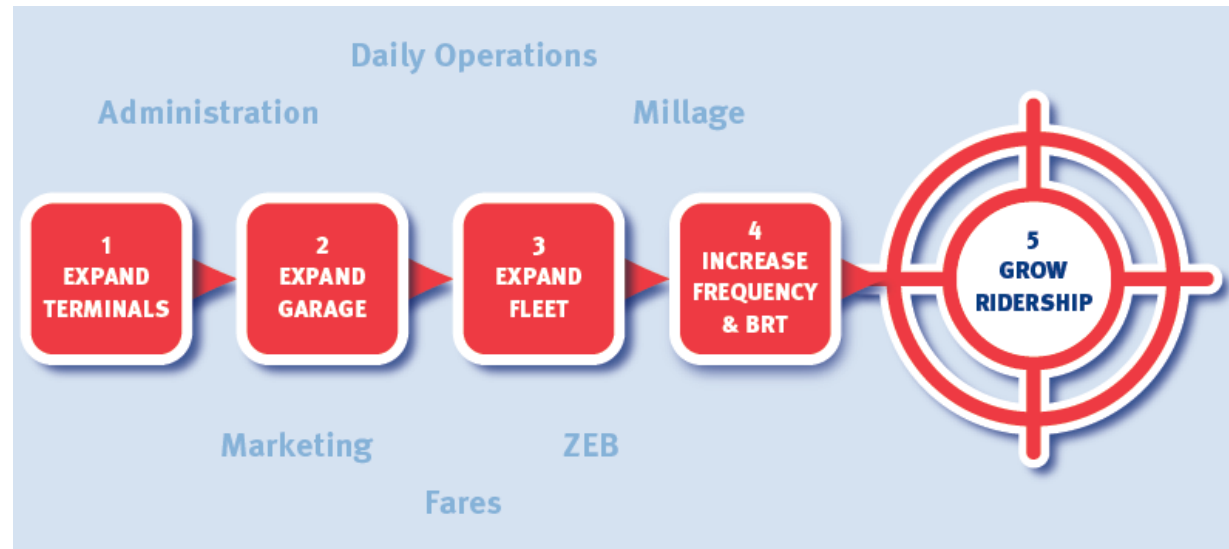 Daily Operations
Administration
Millage
1
EXPAND
TERMINALS
2
EXPAND
GARAGE
3
EXPAND
FLEET
4
INCREASE
FREQUENCY
& BRT
5
GROW
RIDERSHIP
Marketing
ZEB
Fares